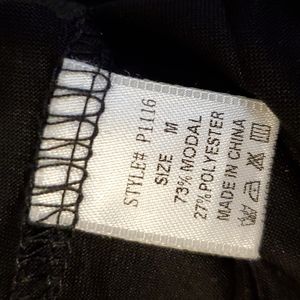 STYLE# P1116
SIZE M
73% MODAL
27% POLYESTER
MADE IN CHINA